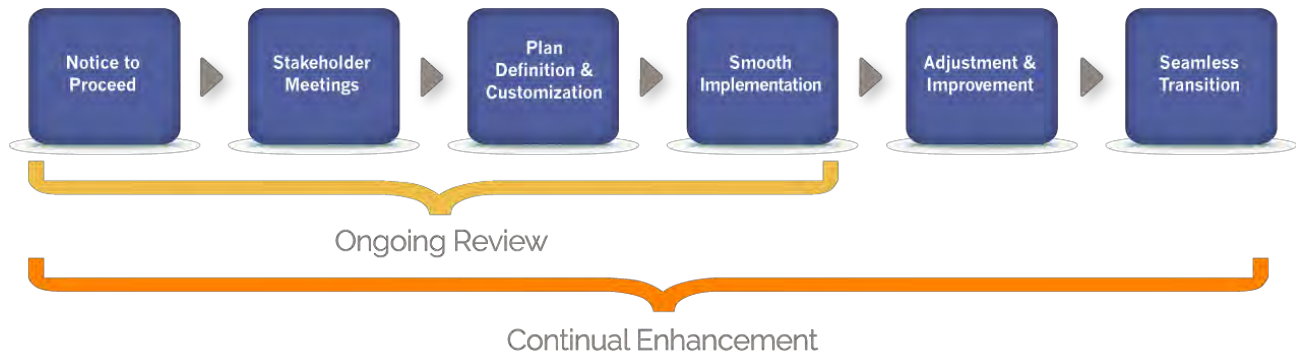 Notice to
Proceed
Stakeholder
Meetings
Plan
Definition &
Customization
Smooth
Implementation
Adjustment &
Improvement
Seamless
Transition
Ongoing Review
Continual Enhancement